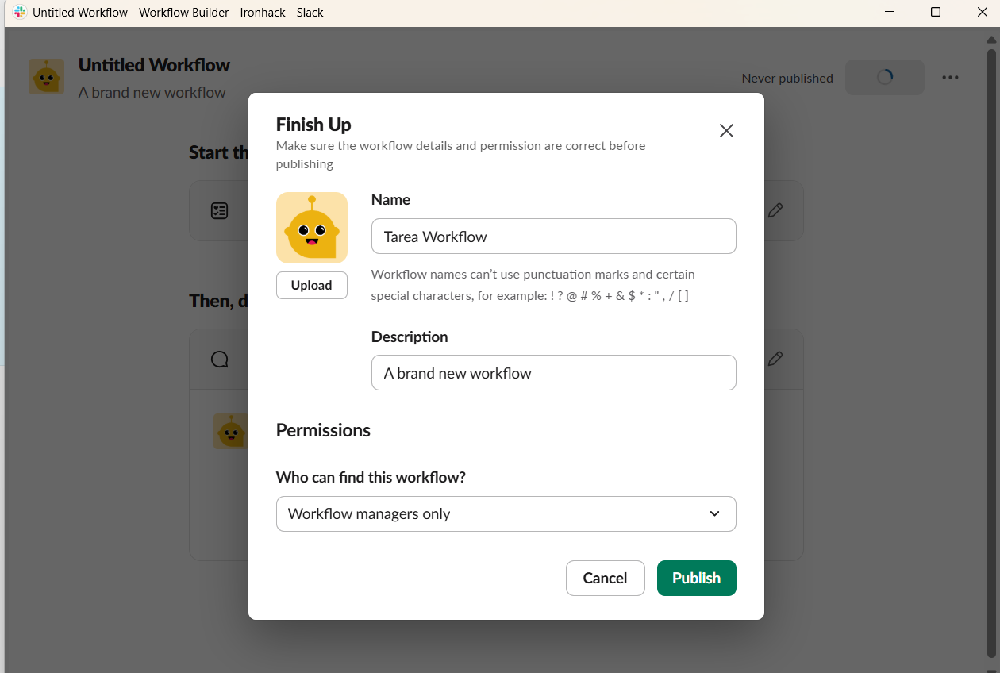 Untitled Workflow - Workflow Builder - Ironhack - Slack
Untitled Workflow
A brand new workflow
Never published
Start th
Then, d
Finish Up
Make sure the workflow details and permission are correct before
publishing
Upload
Name
Tarea Workflow
Workflow names can’t use punctuation marks and certain
special characters, for example: ! ? @ # % + & $ * : " , / [ ]
Description
A brand new workflow
Permissions
Who can find this workflow?
Workflow managers only
Cancel
Publish